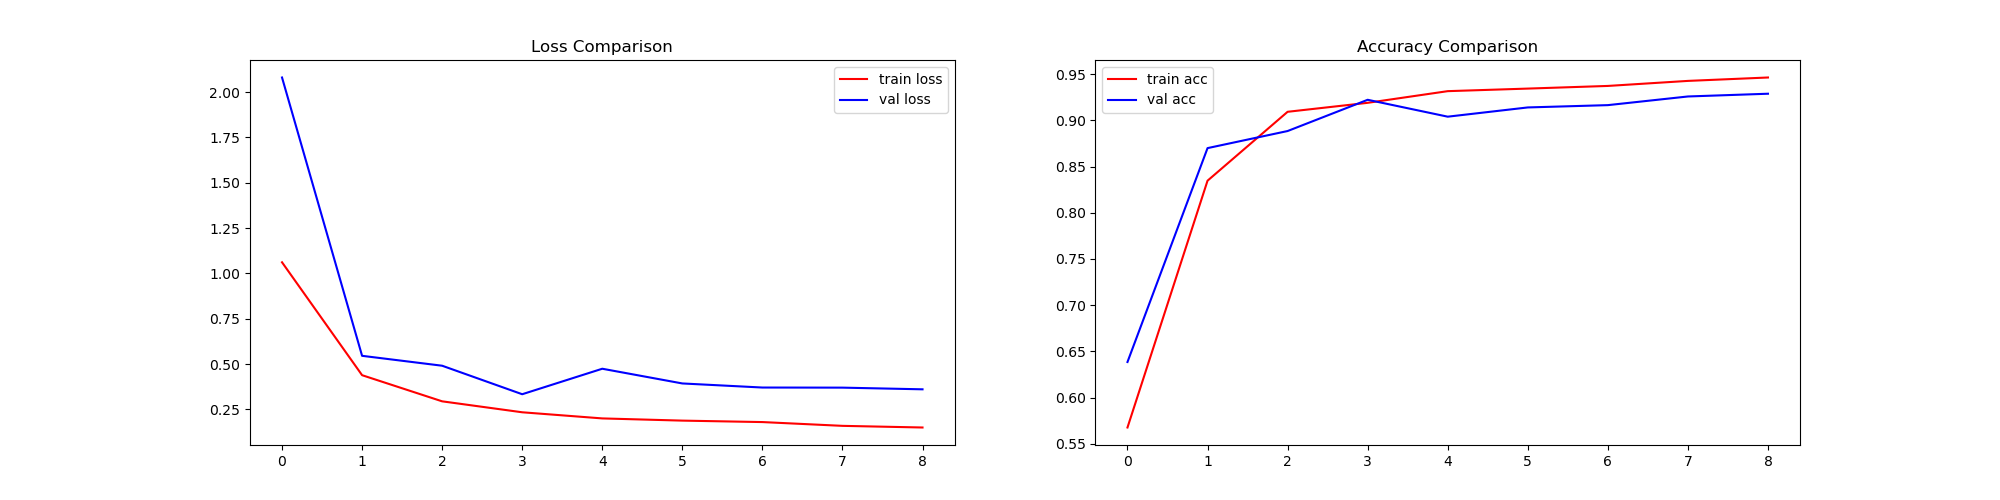 Loss Comparison
2.00
1.75
1.50
1.25
1.00
0.75
0.50
0.25
train loss
val loss
0 1 2 3 4 5 6 7 8
Accuracy Comparison
0.95
0.90
0.85
0.80
0.75
0.70
0.65
0.60
0.55
train acc
val acc
0 1 2 3 4 5 6 7 8